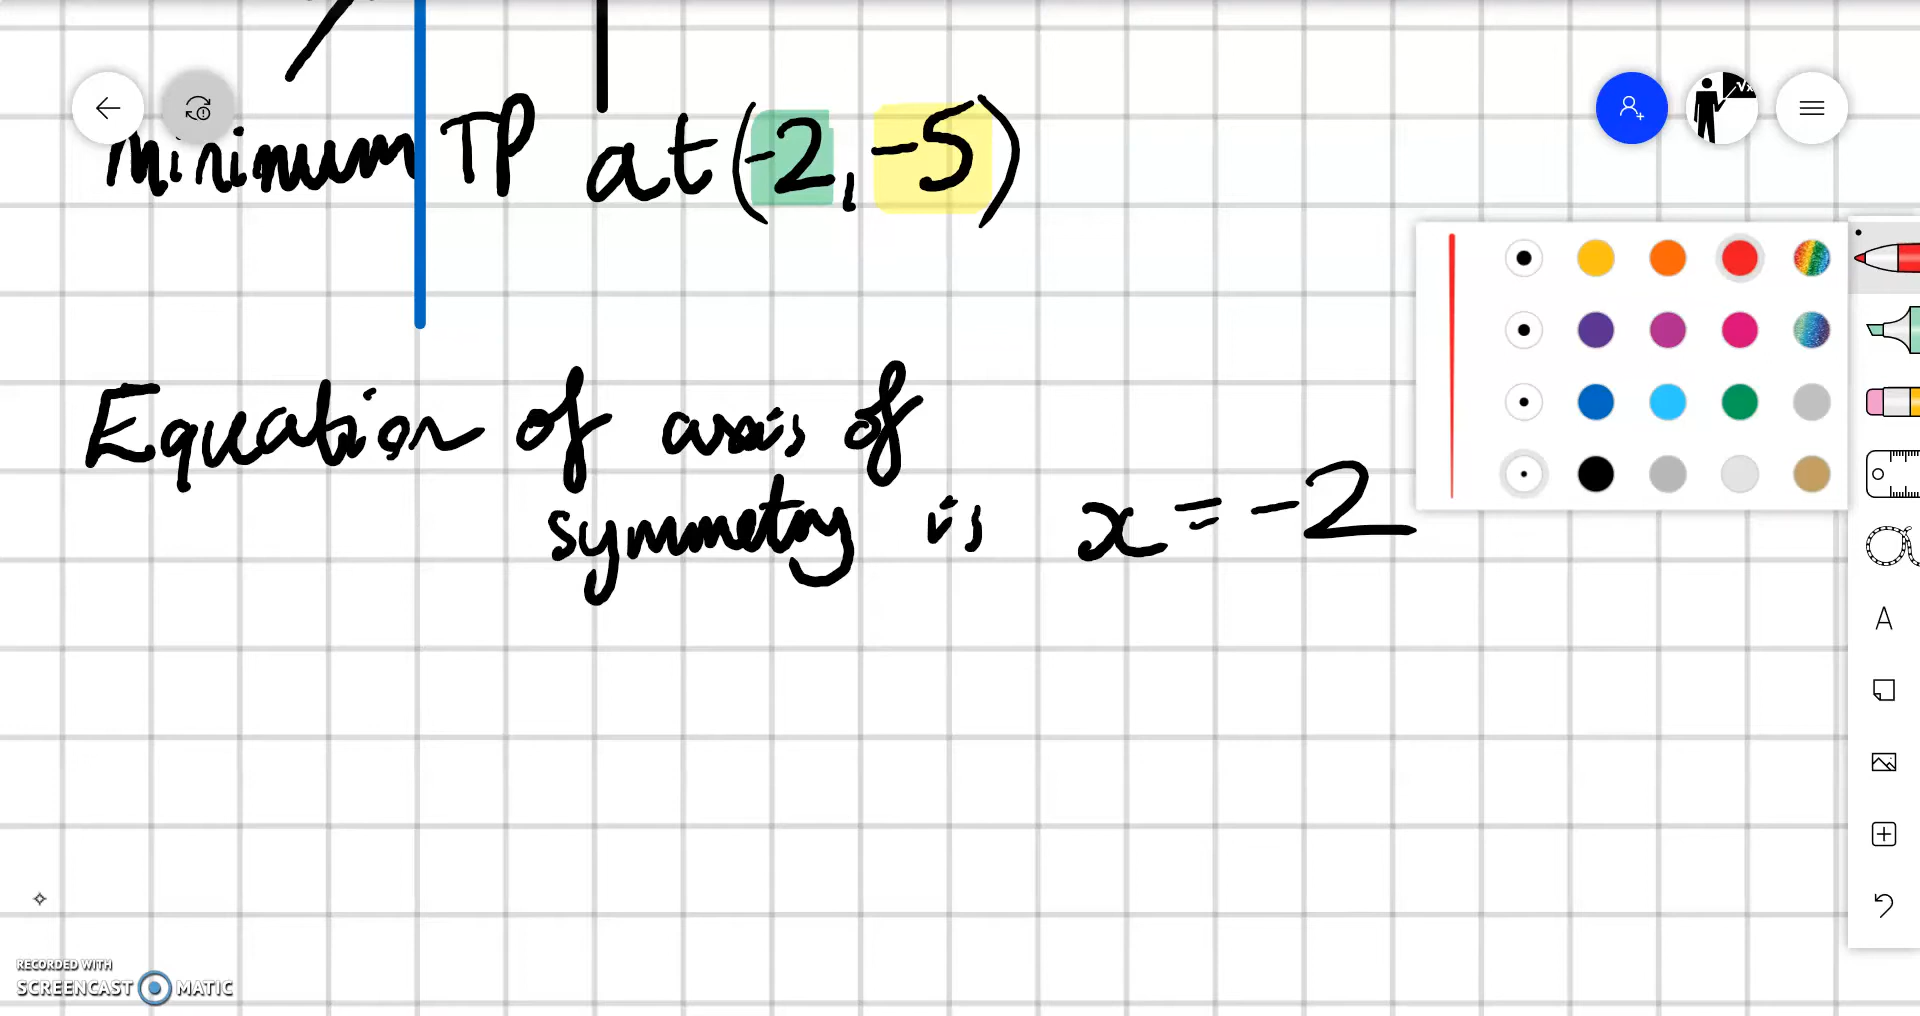 Minimum TP at (-2, -5)
Equation of axis of
symmetry is x = -2
A
RECORDED WITH
SCREENCAST MATIC